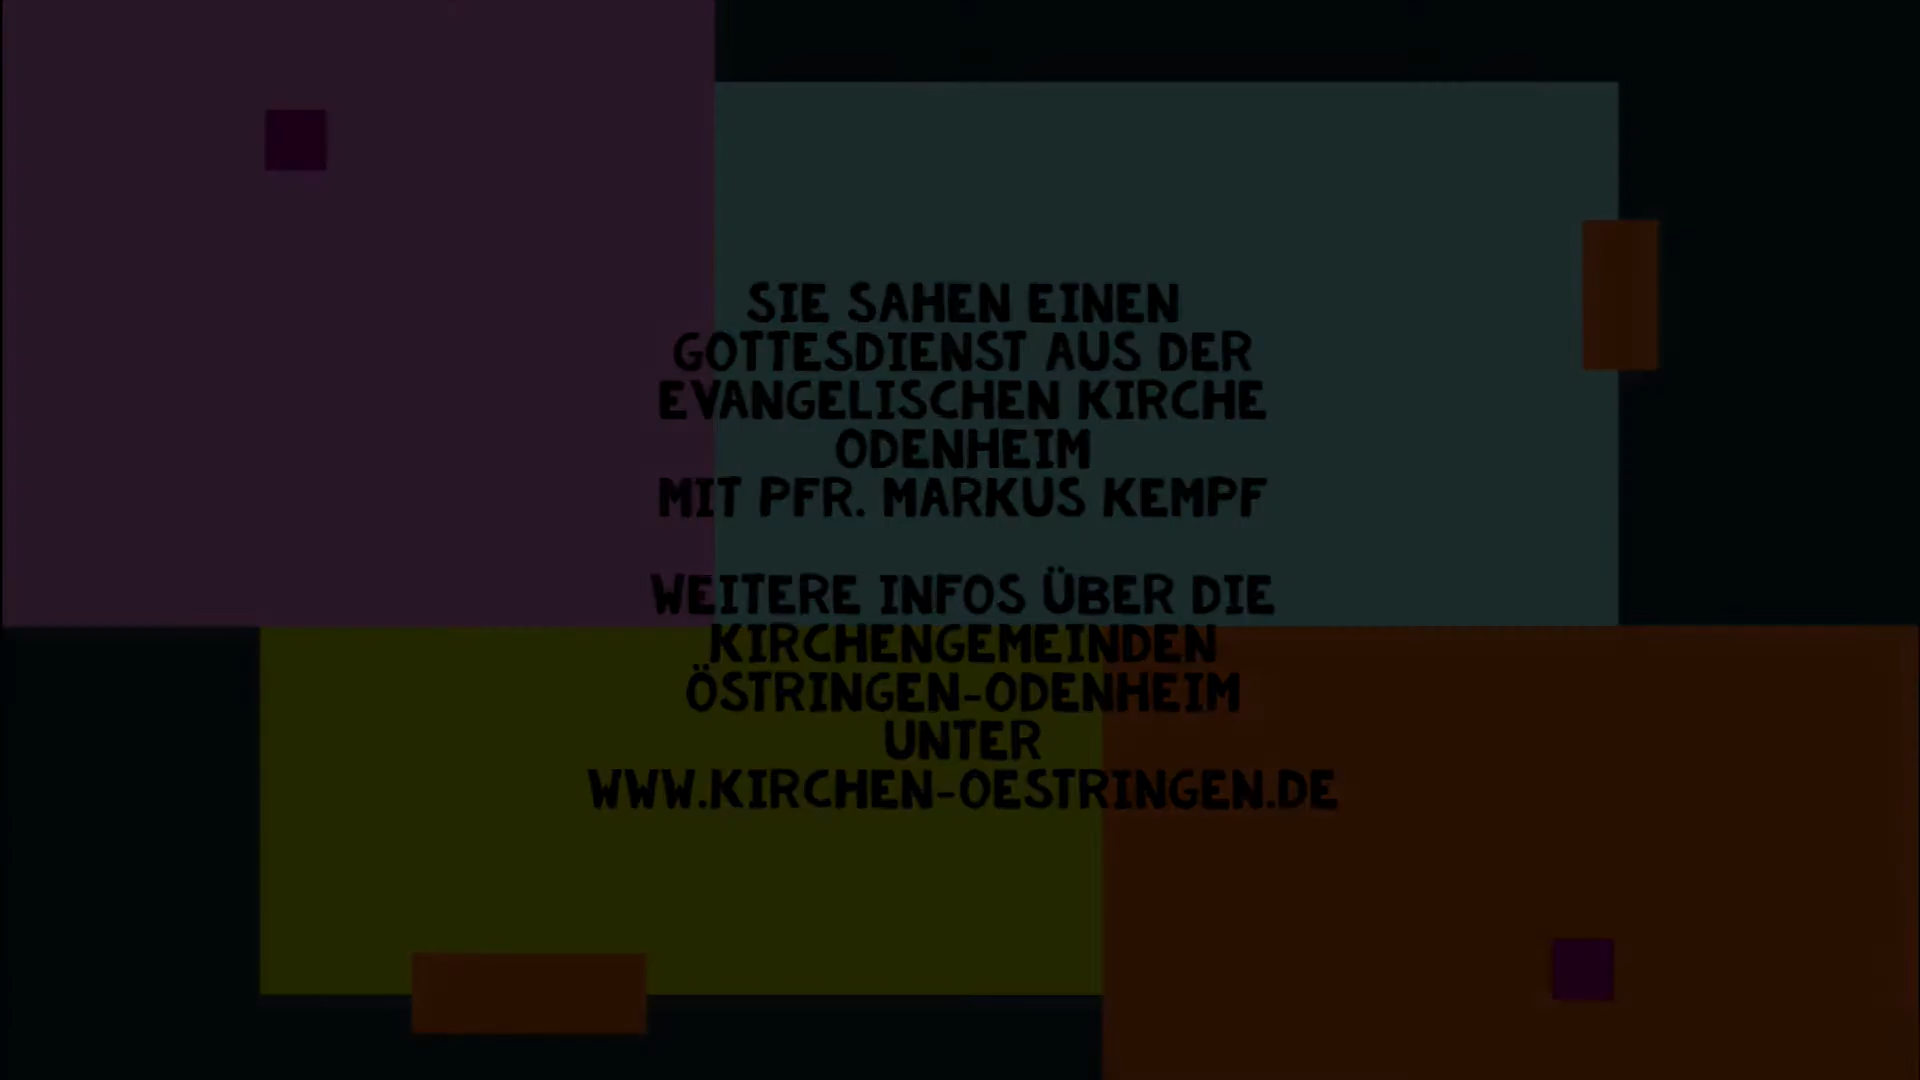 SIE SAHEN EINEN
GOTTESDIENST AUS DER
EVANGELISCHEN KIRCHE
ODENHEIM
MIT PFR. MARKUS KEMPF
WEITERE INFOS ÜBER DIE
KIRCHENGEMEINDEN
ÖSTRINGEN-ODENHEIM
UNTER
WWW.KIRCHEN-OESTRINGEN.DE